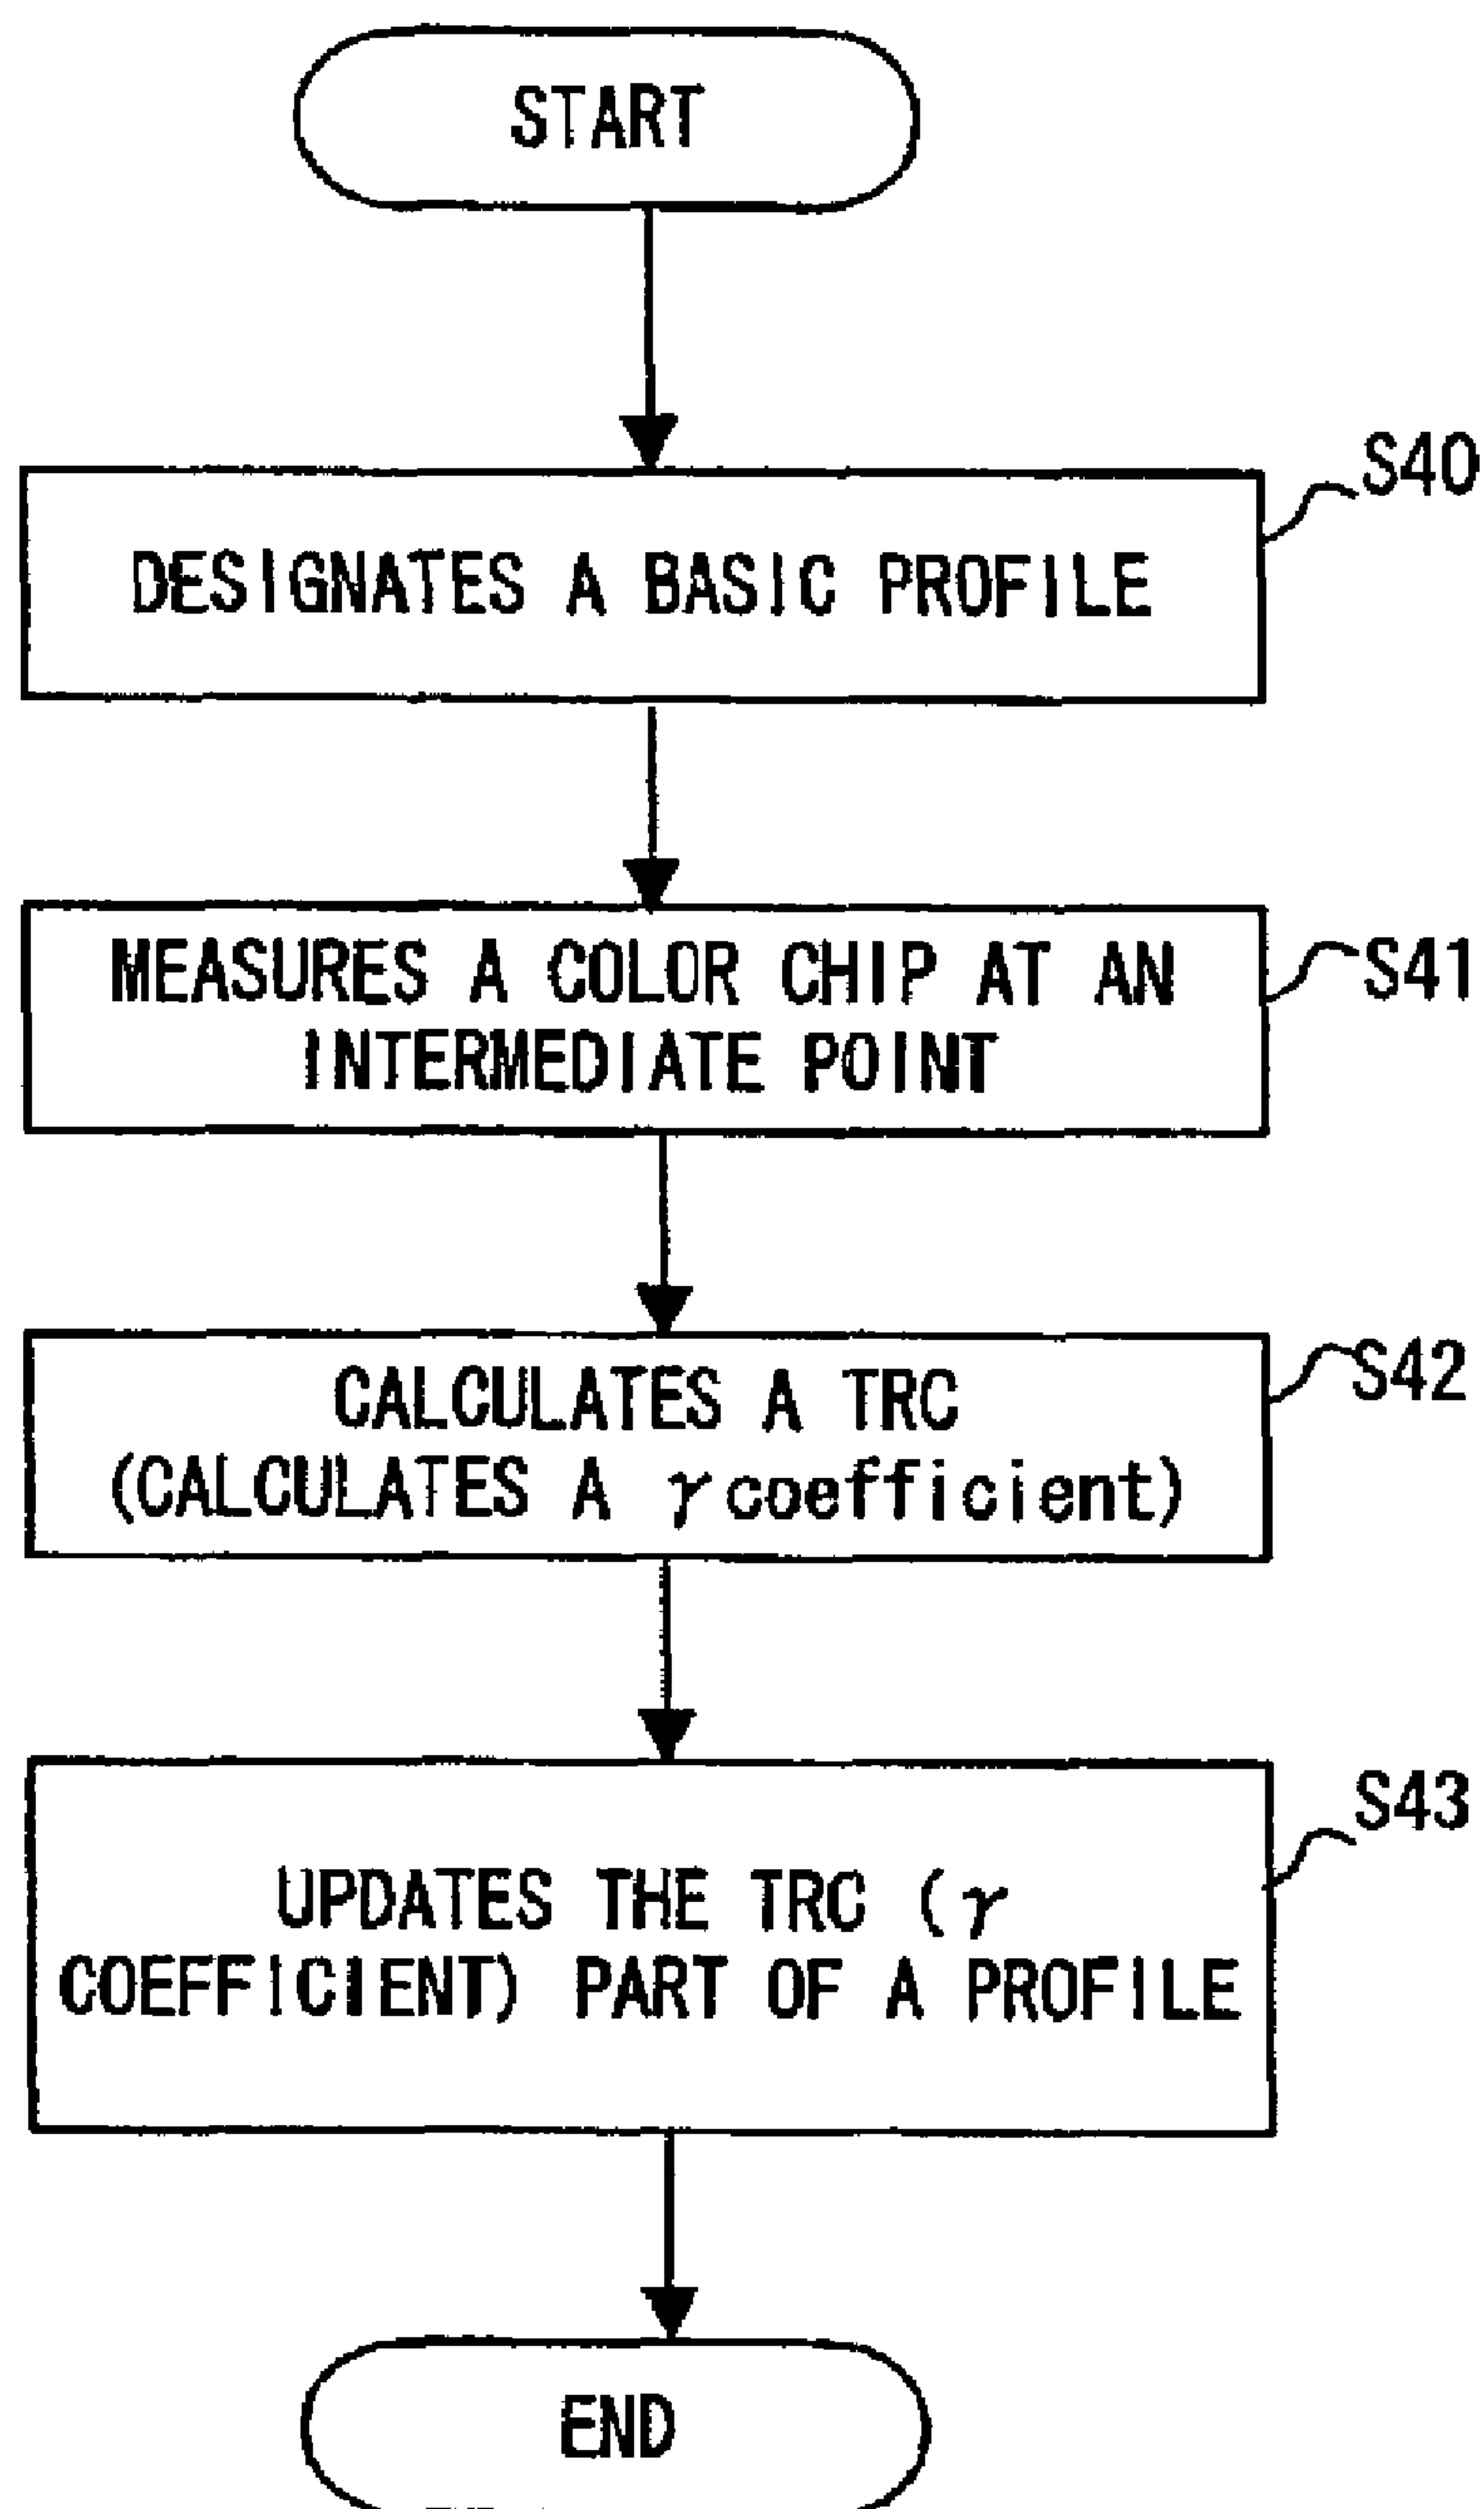 START
S40
DESIGNATES A BASIC PROFILE
S41
MEASURES A COLOR CHIP AT AN
INTERMEDIATE POINT
S42
CALCULATES A TRC
(CALCULATES A γ coefficient)
S43
UPDATES THE TRC (γ
COEFFICIENT) PART OF A PROFILE
END